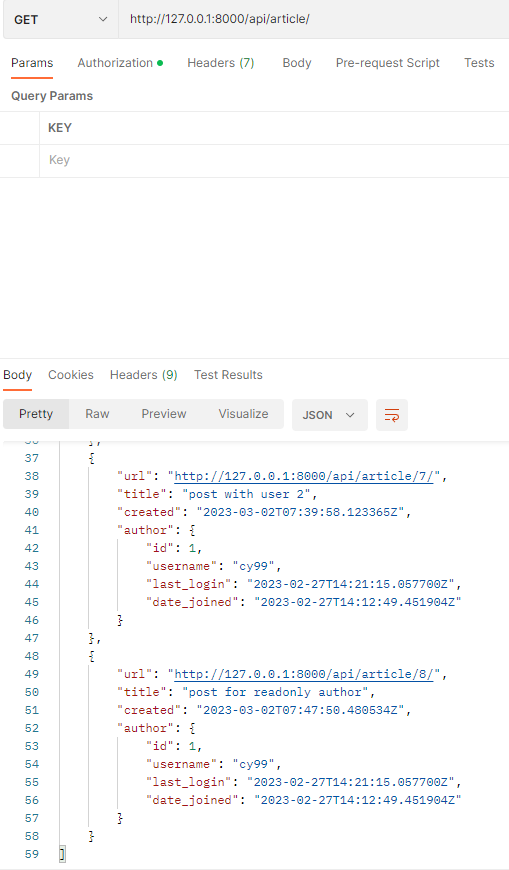 GET
http://127.0.0.1:8000/api/article/
Params Authorization Headers (7) Body Pre-request Script Tests
Query Params
KEY
Key
Body Cookies Headers (9) Test Results
Pretty Raw Preview Visualize JSON
36 },
37 {
38 "url": "http://127.0.0.1:8000/api/article/7/",
39 "title": "post with user 2",
40 "created": "2023-03-02T07:39:58.123365Z",
41 "author": {
42 "id": 1,
43 "username": "cy99",
44 "last_login": "2023-02-27T14:21:15.057700Z",
45 "date_joined": "2023-02-27T14:12:49.451904Z"
46 }
47 },
48 {
49 "url": "http://127.0.0.1:8000/api/article/8/",
50 "title": "post for readonly author",
51 "created": "2023-03-02T07:47:50.480534Z",
52 "author": {
53 "id": 1,
54 "username": "cy99",
55 "last_login": "2023-02-27T14:21:15.057700Z",
56 "date_joined": "2023-02-27T14:12:49.451904Z"
57 }
58 }
59 ]